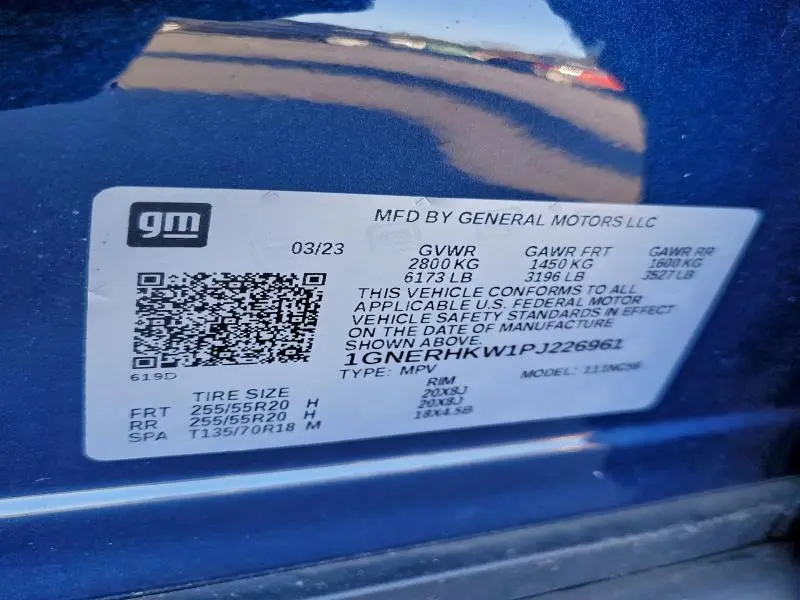 gm
MFD BY GENERAL MOTORS LLC
03/23 GVWR GAWR FRT GAWR RR
2800 KG 1450 KG 1600 KG
6173 LB 3196 LB 3527 LB
THIS VEHICLE CONFORMS TO ALL
APPLICABLE U.S. FEDERAL MOTOR
VEHICLE SAFETY STANDARDS IN EFFECT
ON THE DATE OF MANUFACTURE
SHOWN ABOVE.
1GNERHKW1PJ226961
619D
TYPE: MPV MODEL: 111NC56
TIRE SIZE RIM
FRT 255/55R20 H 20X8J
RR 255/55R20 H 20X8J
SPA T135/70R18 M 18X4.5B